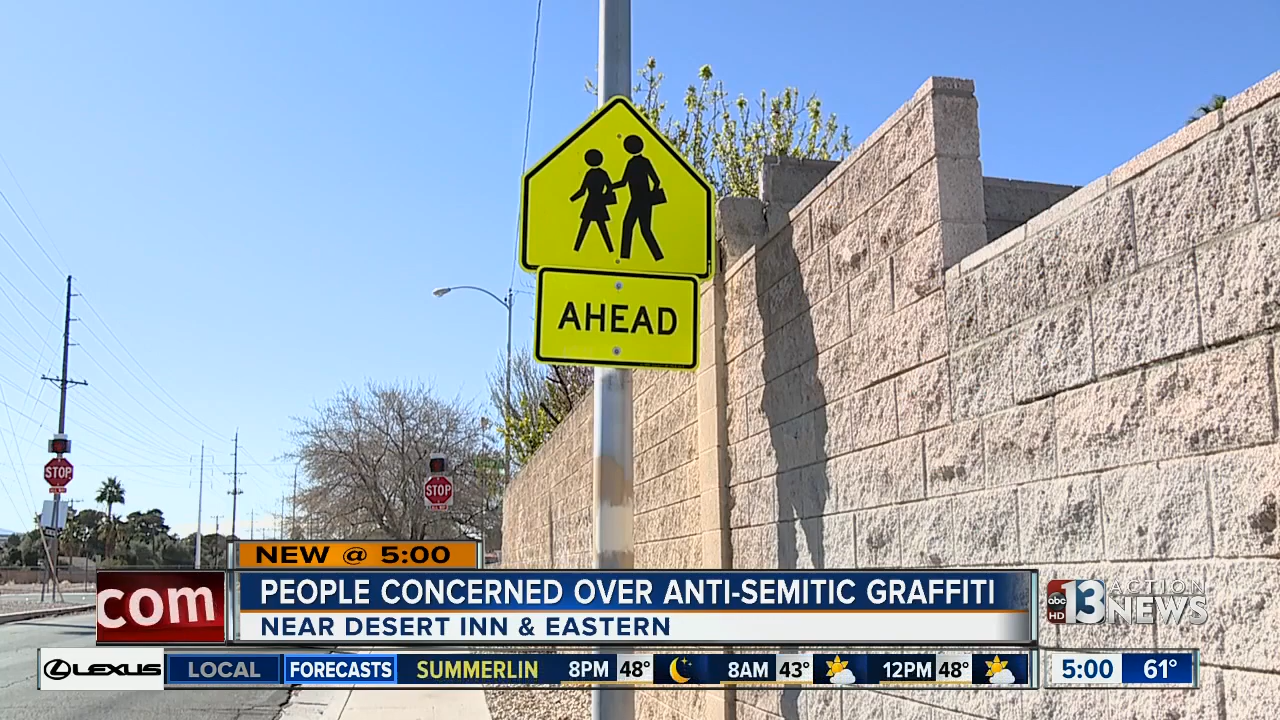 AHEAD
STOP
STOP
NEW @ 5:00
com
PEOPLE CONCERNED OVER ANTI-SEMITIC GRAFFITI
NEAR DESERT INN & EASTERN
abc HD 13 ACTION NEWS
LEXUS LOCAL FORECASTS SUMMERLIN 8PM 48° 8AM 43° 12PM 48° 5:00 61°